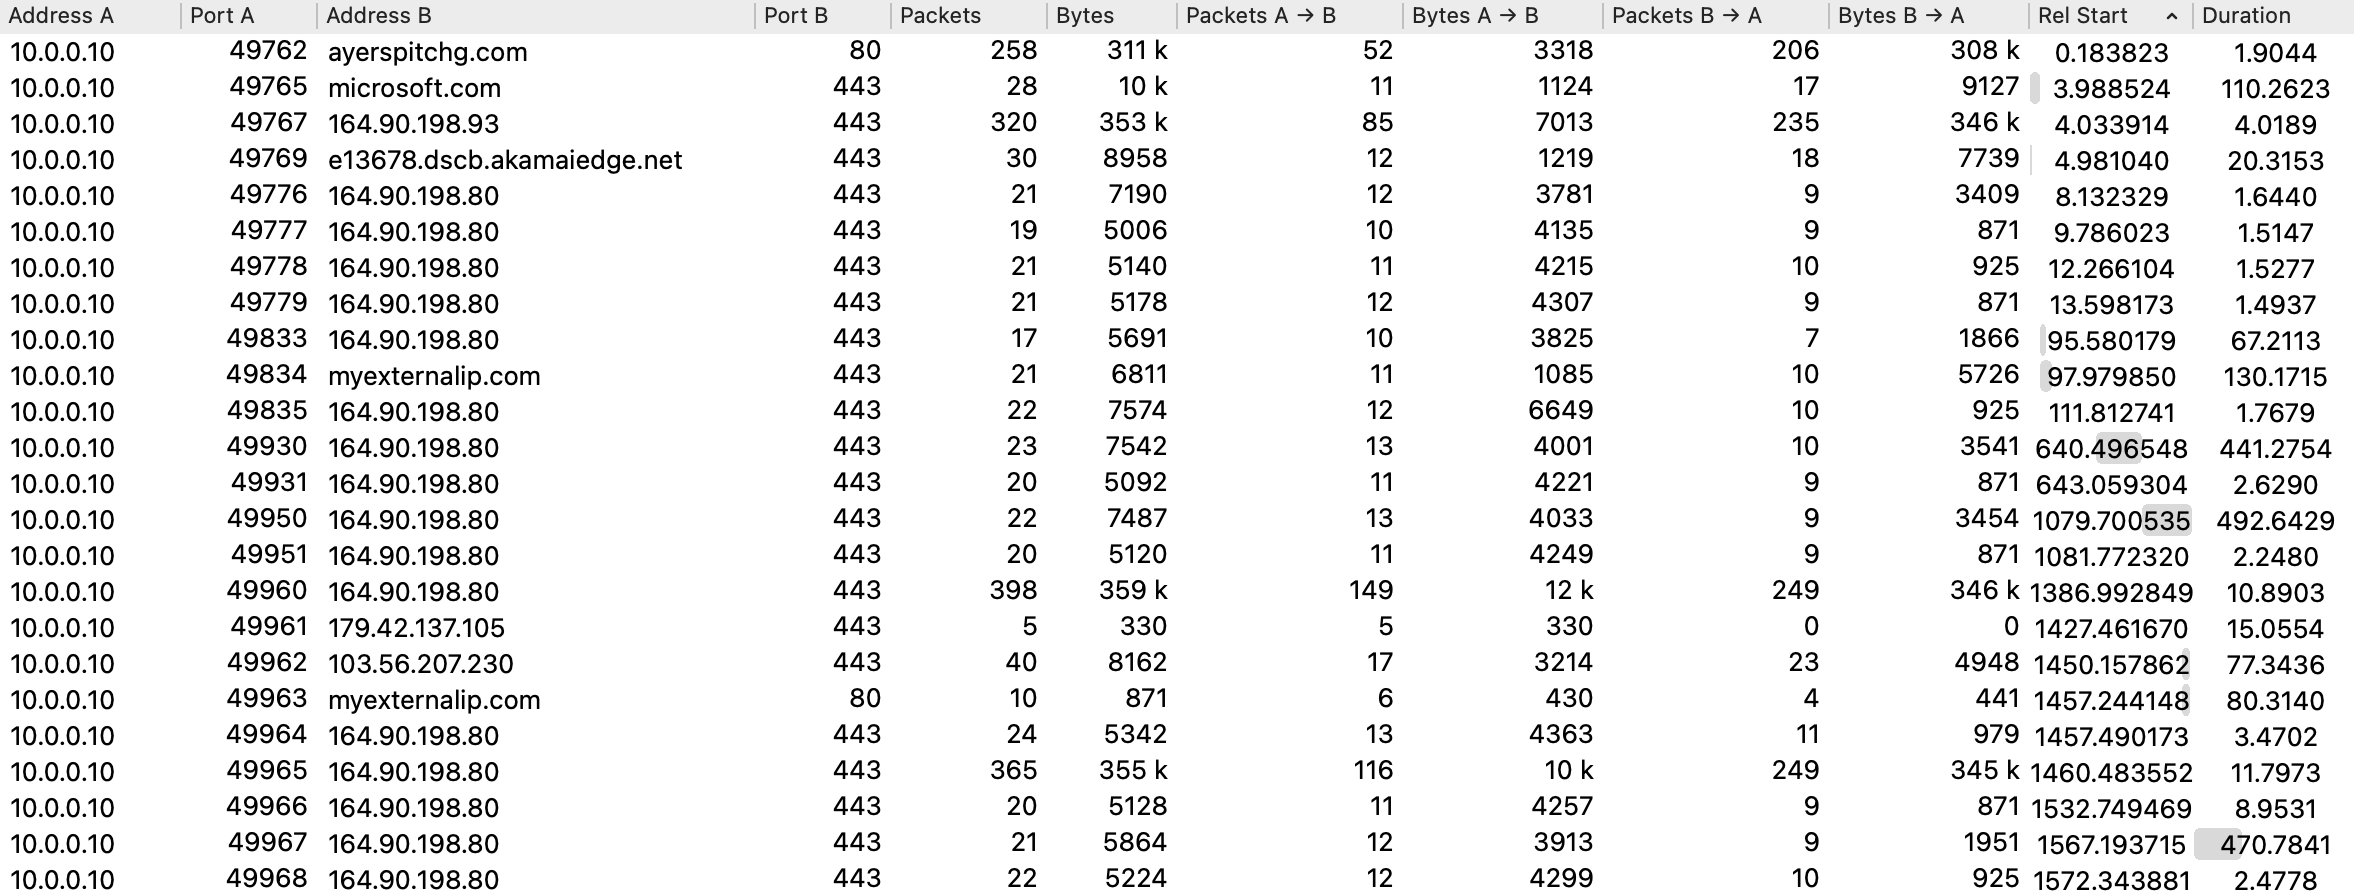 Address A Port A Address B Port B Packets Bytes Packets A → B Bytes A → B Packets B → A Bytes B → A Rel Start Duration
10.0.0.10 49762 ayerspitchg.com 80 258 311 k 52 3318 206 308 k 0.183823 1.9044
10.0.0.10 49765 microsoft.com 443 28 10 k 11 1124 17 9127 3.988524 110.2623
10.0.0.10 49767 164.90.198.93 443 320 353 k 85 7013 235 346 k 4.033914 4.0189
10.0.0.10 49769 e13678.dscb.akamaiedge.net 443 30 8958 12 1219 18 7739 4.981040 20.3153
10.0.0.10 49776 164.90.198.80 443 21 7190 12 3781 9 3409 8.132329 1.6440
10.0.0.10 49777 164.90.198.80 443 19 5006 10 4135 9 871 9.786023 1.5147
10.0.0.10 49778 164.90.198.80 443 21 5140 11 4215 10 925 12.266104 1.5277
10.0.0.10 49779 164.90.198.80 443 21 5178 12 4307 9 871 13.598173 1.4937
10.0.0.10 49833 164.90.198.80 443 17 5691 10 3825 7 1866 95.580179 67.2113
10.0.0.10 49834 myexternalip.com 443 21 6811 11 1085 10 5726 97.979850 130.1715
10.0.0.10 49835 164.90.198.80 443 22 7574 12 6649 10 925 111.812741 1.7679
10.0.0.10 49930 164.90.198.80 443 23 7542 13 4001 10 3541 640.496548 441.2754
10.0.0.10 49931 164.90.198.80 443 20 5092 11 4221 9 871 643.059304 2.6290
10.0.0.10 49950 164.90.198.80 443 22 7487 13 4033 9 3454 1079.700535 492.6429
10.0.0.10 49951 164.90.198.80 443 20 5120 11 4249 9 871 1081.772320 2.2480
10.0.0.10 49960 164.90.198.80 443 398 359 k 149 12 k 249 346 k 1386.992849 10.8903
10.0.0.10 49961 179.42.137.105 443 5 330 5 330 0 0 1427.461670 15.0554
10.0.0.10 49962 103.56.207.230 443 40 8162 17 3214 23 4948 1450.157862 77.3436
10.0.0.10 49963 myexternalip.com 80 10 871 6 430 4 441 1457.244148 80.3140
10.0.0.10 49964 164.90.198.80 443 24 5342 13 4363 11 979 1457.490173 3.4702
10.0.0.10 49965 164.90.198.80 443 365 355 k 116 10 k 249 345 k 1460.483552 11.7973
10.0.0.10 49966 164.90.198.80 443 20 5128 11 4257 9 871 1532.749469 8.9531
10.0.0.10 49967 164.90.198.80 443 21 5864 12 3913 9 1951 1567.193715 470.7841
10.0.0.10 49968 164.90.198.80 443 22 5224 12 4299 10 925 1572.343881 2.4778